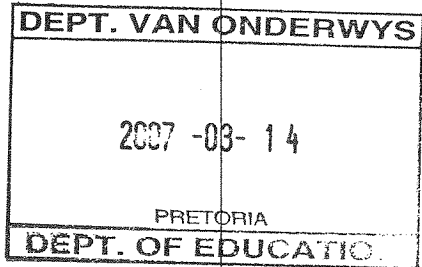 DEPT. VAN ONDERWYS
2007 -03- 14
PRETORIA
DEPT. OF EDUCATIO